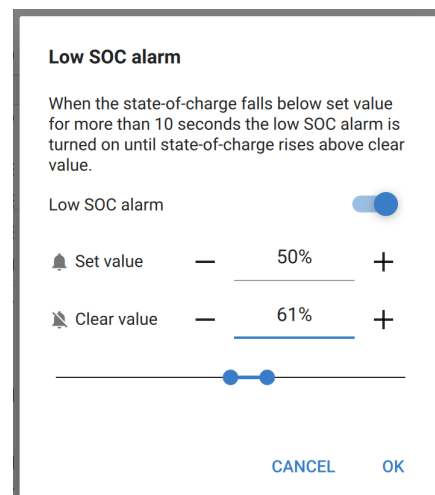 Low SOC alarm
When the state-of-charge falls below set value
for more than 10 seconds the low SOC alarm is
turned on until state-of-charge rises above clear
value.
Low SOC alarm
Set value — 50% +
Clear value — 61% +
CANCEL OK